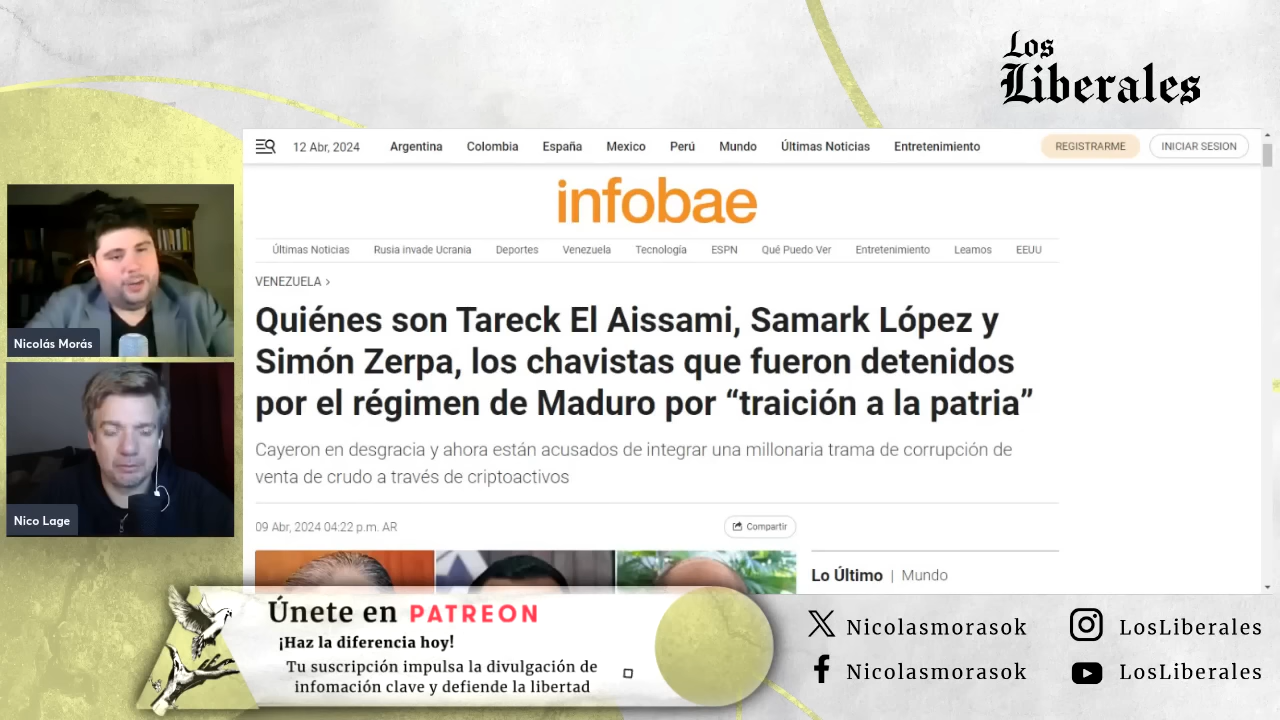 Los
Liberales
12 Abr, 2024 Argentina Colombia España Mexico Perú Mundo Últimas Noticias Entretenimiento REGISTRARME INICIAR SESION
infobae
Últimas Noticias Rusia invade Ucrania Deportes Venezuela Tecnología ESPN Qué Puedo Ver Entretenimiento Leamos EEUU
VENEZUELA >
Quiénes son Tareck El Aissami, Samark López y
Simón Zerpa, los chavistas que fueron detenidos
por el régimen de Maduro por “traición a la patria”
Cayeron en desgracia y ahora están acusados de integrar una millonaria trama de corrupción de
venta de crudo a través de criptoactivos
09 Abr, 2024 04:22 p.m. AR
Compartir
Lo Último | Mundo
Nicolás Morás
Nico Lage
Únete en PATREON
¡Haz la diferencia hoy!
Tu suscripción impulsa la divulgación de
infomación clave y defiende la libertad
Nicolasmorasok LosLiberales
Nicolasmorasok LosLiberales